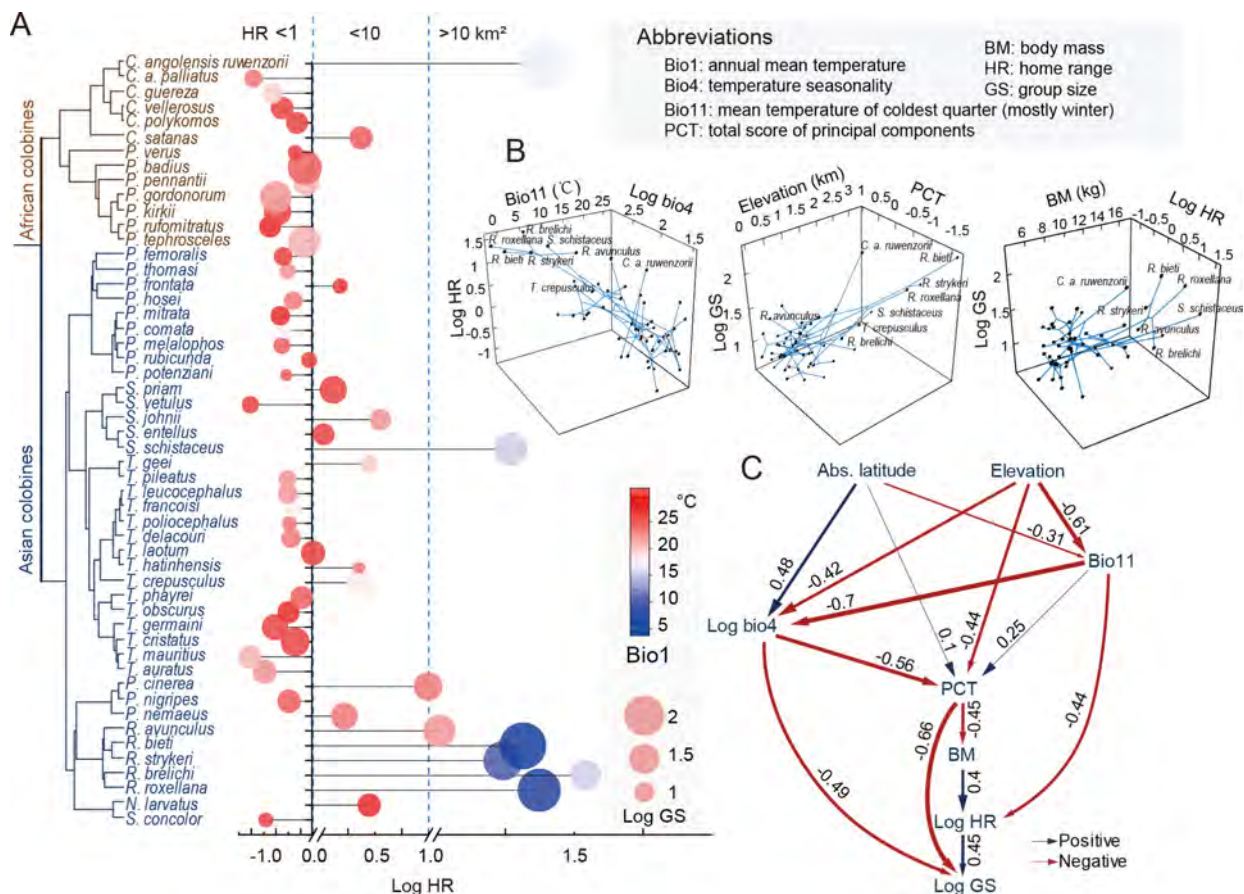 A
HR <1
<10
>10 km²
C. angolensis ruwenzorii
C. a. palliatus
C. guereza
C. vellerosus
C. polykomos
C. satanas
P. verus
P. badius
P. pennantii
P. gordonorum
P. kirkii
P. rufomitratus
P. tephrosceles
P. femoralis
P. thomasi
P. frontata
P. hosei
P. mitrata
P. comata
P. melalophos
P. rubicunda
P. potenziani
S. priam
S. vetulus
S. johnii
S. entellus
S. schistaceus
T. geei
T. pileatus
T. leucocephalus
T. francoisi
T. poliocephalus
T. delacouri
T. laotum
T. hatinhensis
T. crepusculus
T. phayrei
T. obscurus
T. germaini
T. cristatus
T. mauritius
T. auratus
P. cinerea
P. nigripes
P. nemaeus
R. avunculus
R. bieti
R. strykeri
R. brelichi
R. roxellana
N. larvatus
S. concolor
African colobines
Asian colobines
-1.0 0.0 0.5 1.0 1.5
Log HR
°C
25
20
15
10
5
Bio1
2
1.5
1
Log GS
Abbreviations
Bio1: annual mean temperature
Bio4: temperature seasonality
Bio11: mean temperature of coldest quarter (mostly winter)
PCT: total score of principal components
BM: body mass
HR: home range
GS: group size
B
Bio11 (℃)
Log bio4
0 5 10 15 20 25
2.5
2
1.5
R. brelichi
R. roxellana
S. schistaceus
R. bieti
R. strykeri
R. avunculus
C. a. ruwenzorii
T. crepusculus
1.5
1
0.5
0
-0.5
-1
Log HR
Elevation (km)
PCT
0 0.5 1 1.5 2 2.5 3
1
0.5
0
-0.5
-1
-1.5
C. a. ruwenzorii
R. bieti
R. strykeri
R. roxellana
S. schistaceus
R. avunculus
T. crepusculus
R. brelichi
2
1.5
1
Log GS
BM (kg)
Log HR
6 8 10 12 14 16
-1
-0.5
0
0.5
1
1.5
R. bieti
R. roxellana
C. a. ruwenzorii
R. strykeri
S. schistaceus
R. avunculus
R. brelichi
2
1.5
1
Log GS
C
Abs. latitude
Elevation
-0.61
-0.31
Bio11
0.48
-0.42
-0.7
Log bio4
0.1
-0.44
0.25
-0.56
PCT
-0.45
-0.44
-0.66
BM
-0.49
0.4
Log HR
0.45
Positive
Negative
Log GS